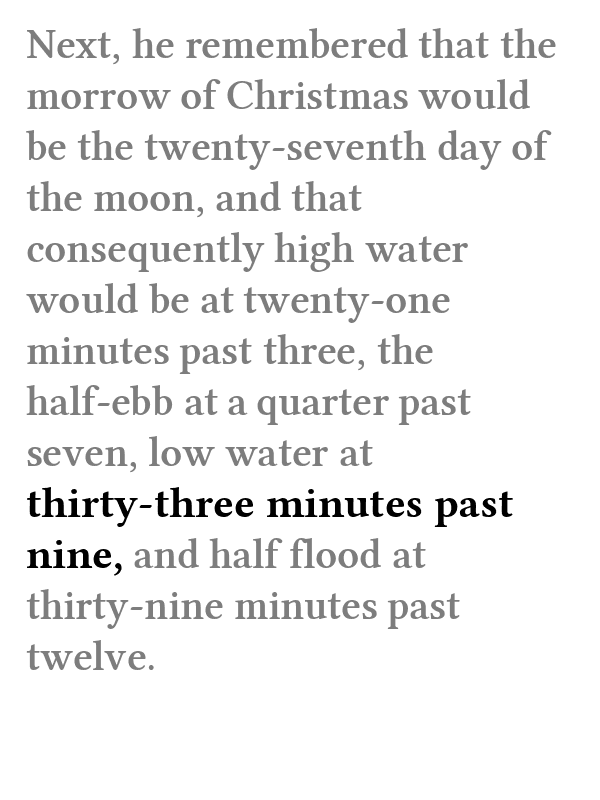 Next, he remembered that the
morrow of Christmas would
be the twenty-seventh day of
the moon, and that
consequently high water
would be at twenty-one
minutes past three, the
half-ebb at a quarter past
seven, low water at
thirty-three minutes past
nine, and half flood at
thirty-nine minutes past
twelve.